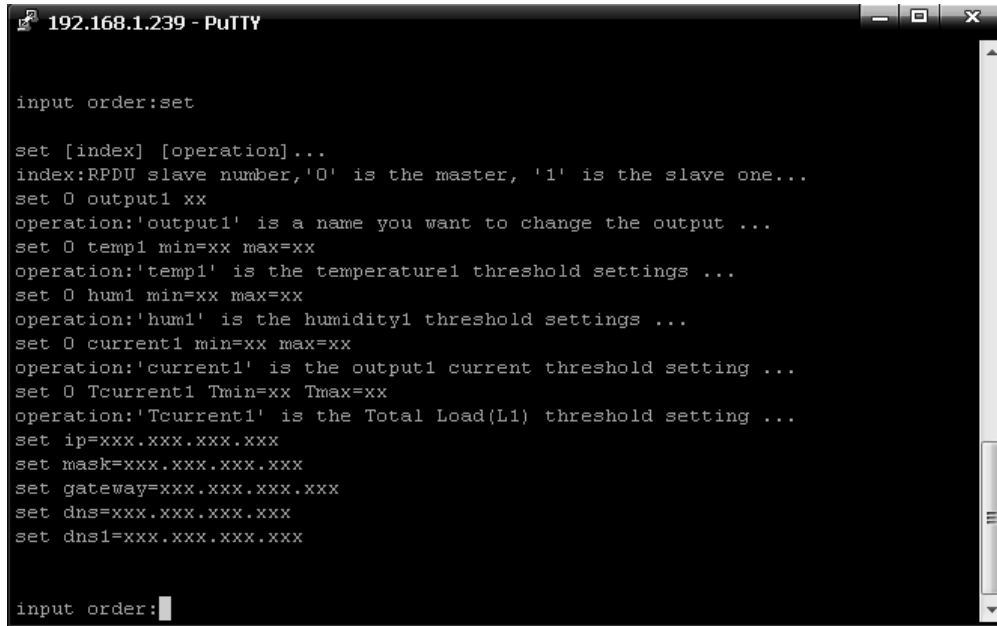 192.168.1.239 - PuTTY
input order:set
set [index] [operation]...
index:RPDU slave number,'0' is the master, '1' is the slave one...
set 0 output1 xx
operation:'output1' is a name you want to change the output ...
set 0 temp1 min=xx max=xx
operation:'temp1' is the temperature1 threshold settings ...
set 0 hum1 min=xx max=xx
operation:'hum1' is the humidity1 threshold settings ...
set 0 current1 min=xx max=xx
operation:'current1' is the output1 current threshold setting ...
set 0 Tcurrent1 Tmin=xx Tmax=xx
operation:'Tcurrent1' is the Total Load(L1) threshold setting ...
set ip=xxx.xxx.xxx.xxx
set mask=xxx.xxx.xxx.xxx
set gateway=xxx.xxx.xxx.xxx
set dns=xxx.xxx.xxx.xxx
set dns1=xxx.xxx.xxx.xxx
input order: